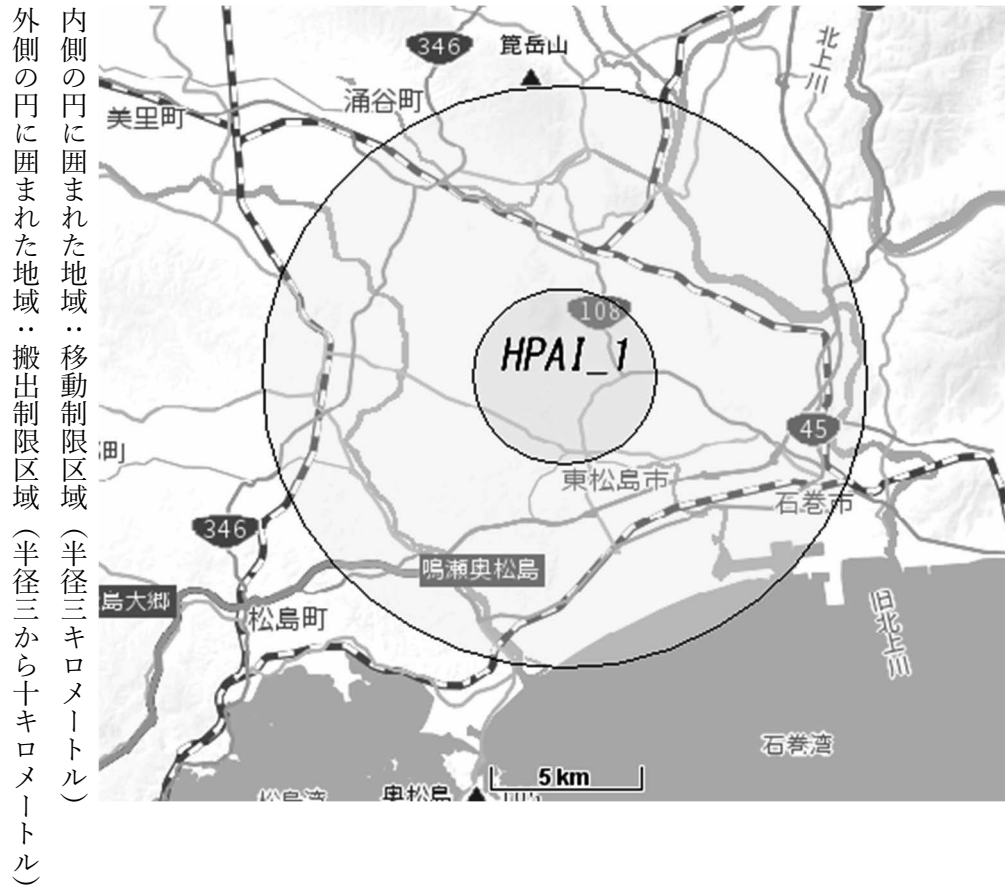 内側の円に囲まれた地域：移動制限区域（半径三キロメートル）
外側の円に囲まれた地域：搬出制限区域（半径三から十キロメートル）
346
箟岳山
北上川
涌谷町
美里町
108
HPAI_1
45
東松島市
石巻市
346
鳴瀬奥松島
島大郷
松島町
旧北上川
石巻湾
5 km
松島湾
奥松島